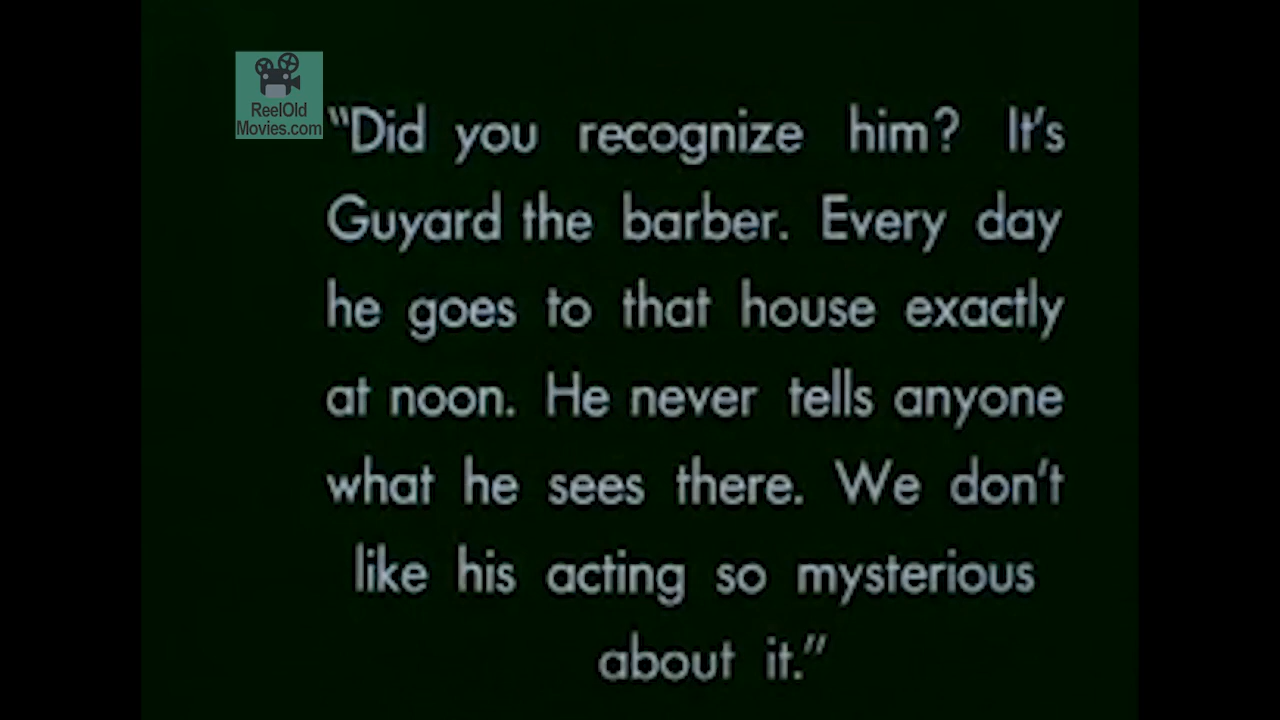 ReelOld
Movies.com
"Did you recognize him? It's
Guyard the barber. Every day
he goes to that house exactly
at noon. He never tells anyone
what he sees there. We don't
like his acting so mysterious
about it."